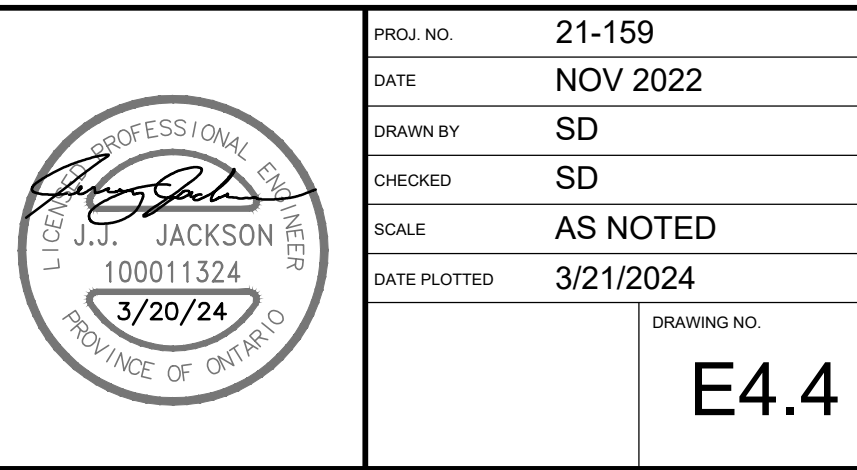 LICENSED PROFESSIONAL ENGINEER
J.J. JACKSON
100011324
3/20/24
PROVINCE OF ONTARIO
PROJ. NO. 21-159
DATE NOV 2022
DRAWN BY SD
CHECKED SD
SCALE AS NOTED
DATE PLOTTED 3/21/2024
DRAWING NO.
E4.4